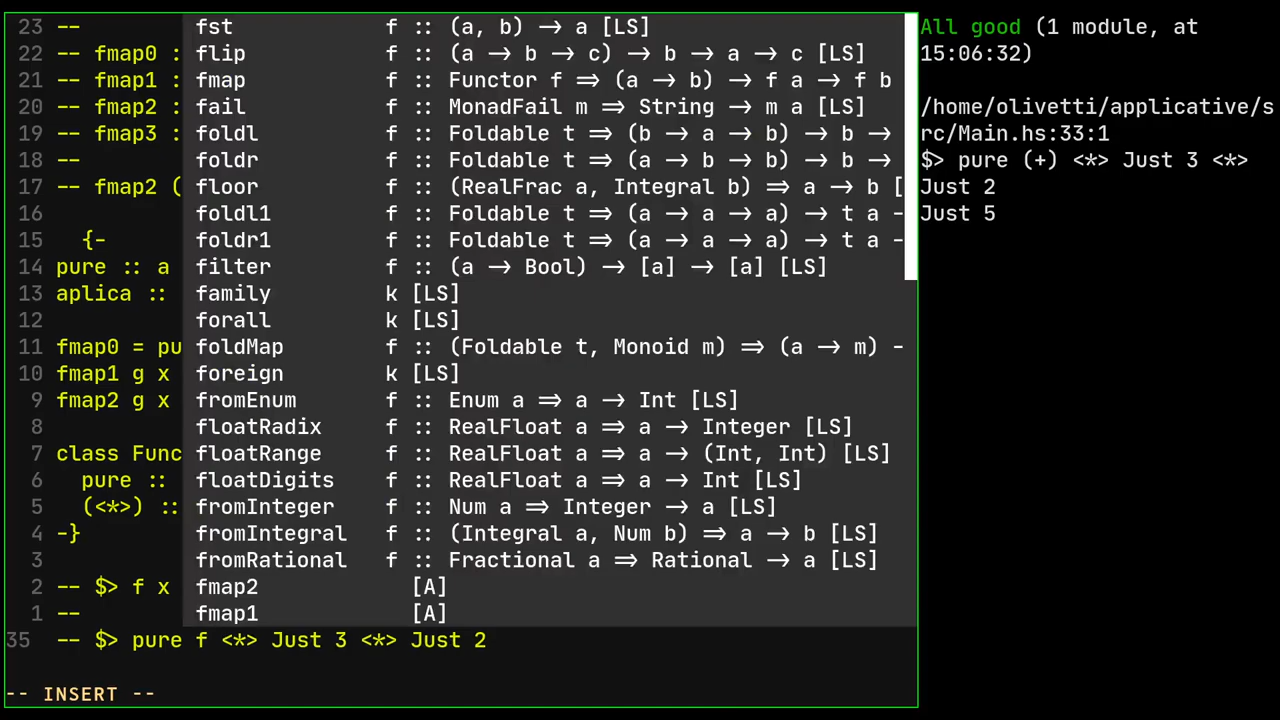 23 -- fst f :: (a, b) → a [LS]
22 -- fmap0 : flip f :: (a → b → c) → b → a → c [LS]
21 -- fmap1 : fmap f :: Functor f ⇒ (a → b) → f a → f b
20 -- fmap2 : fail f :: MonadFail m ⇒ String → m a [LS]
19 -- fmap3 : foldl f :: Foldable t ⇒ (b → a → b) → b →
18 -- foldr f :: Foldable t ⇒ (a → b → b) → b →
17 -- fmap2 ( floor f :: (RealFrac a, Integral b) ⇒ a → b [
16 foldl1 f :: Foldable t ⇒ (a → a → a) → t a -
15 {- foldr1 f :: Foldable t ⇒ (a → a → a) → t a -
14 pure :: a filter f :: (a → Bool) → [a] → [a] [LS]
13 aplica :: family k [LS]
12 forall k [LS]
11 fmap0 = pu foldMap f :: (Foldable t, Monoid m) ⇒ (a → m) -
10 fmap1 g x foreign k [LS]
9 fmap2 g x fromEnum f :: Enum a ⇒ a → Int [LS]
8 floatRadix f :: RealFloat a ⇒ a → Integer [LS]
7 class Func floatRange f :: RealFloat a ⇒ a → (Int, Int) [LS]
6 pure :: floatDigits f :: RealFloat a ⇒ a → Int [LS]
5 (<*>) :: fromInteger f :: Num a ⇒ Integer → a [LS]
4 -} fromIntegral f :: (Integral a, Num b) ⇒ a → b [LS]
3 fromRational f :: Fractional a ⇒ Rational → a [LS]
2 -- $> f x fmap2 [A]
1 -- fmap1 [A]
35 -- $> pure f <*> Just 3 <*> Just 2
-- INSERT --
All good (1 module, at
15:06:32)
/home/olivetti/applicative/s
rc/Main.hs:33:1
$> pure (+) <*> Just 3 <*>
Just 2
Just 5